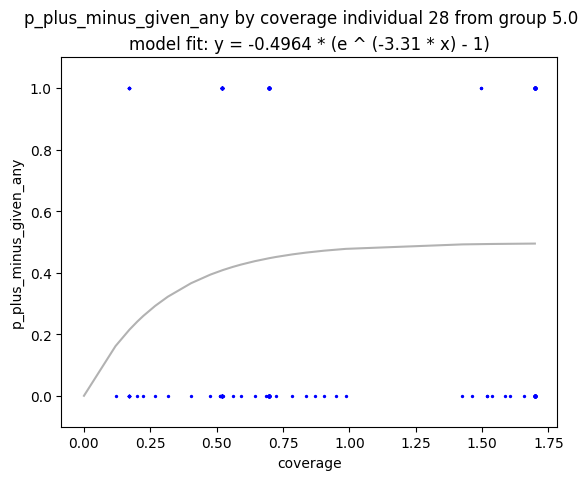 p_plus_minus_given_any by coverage individual 28 from group 5.0
model fit: y = -0.4964 * (e ^ (-3.31 * x) - 1)
1.0
0.8
0.6
0.4
0.2
0.0
p_plus_minus_given_any
0.00 0.25 0.50 0.75 1.00 1.25 1.50 1.75
coverage